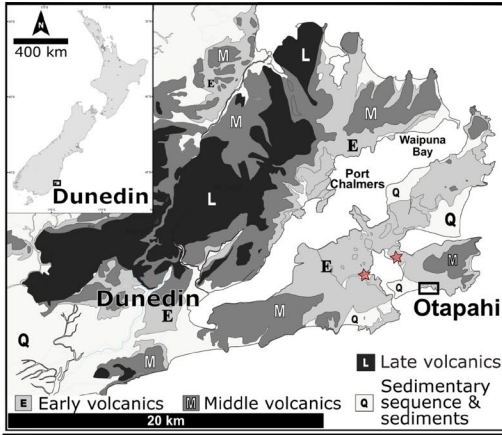 N
400 km
Dunedin
M
E
L
M
M
E
Waipuna
Bay
Port
Chalmers
Q
L
Q
E
M
Q
Otapahi
Dunedin
E
M
Q
Q
M
L Late volcanics
E Early volcanics M Middle volcanics
Q Sedimentary
sequence &
sediments
20 km